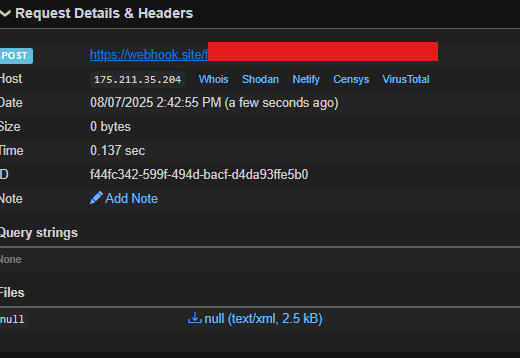 Request Details & Headers
POST https://webhook.site/f
Host 175.211.35.204 Whois Shodan Netify Censys VirusTotal
Date 08/07/2025 2:42:55 PM (a few seconds ago)
Size 0 bytes
Time 0.137 sec
ID f44fc342-599f-494d-bacf-d4da93ffe5b0
Note Add Note
Query strings
None
Files
null null (text/xml, 2.5 kB)